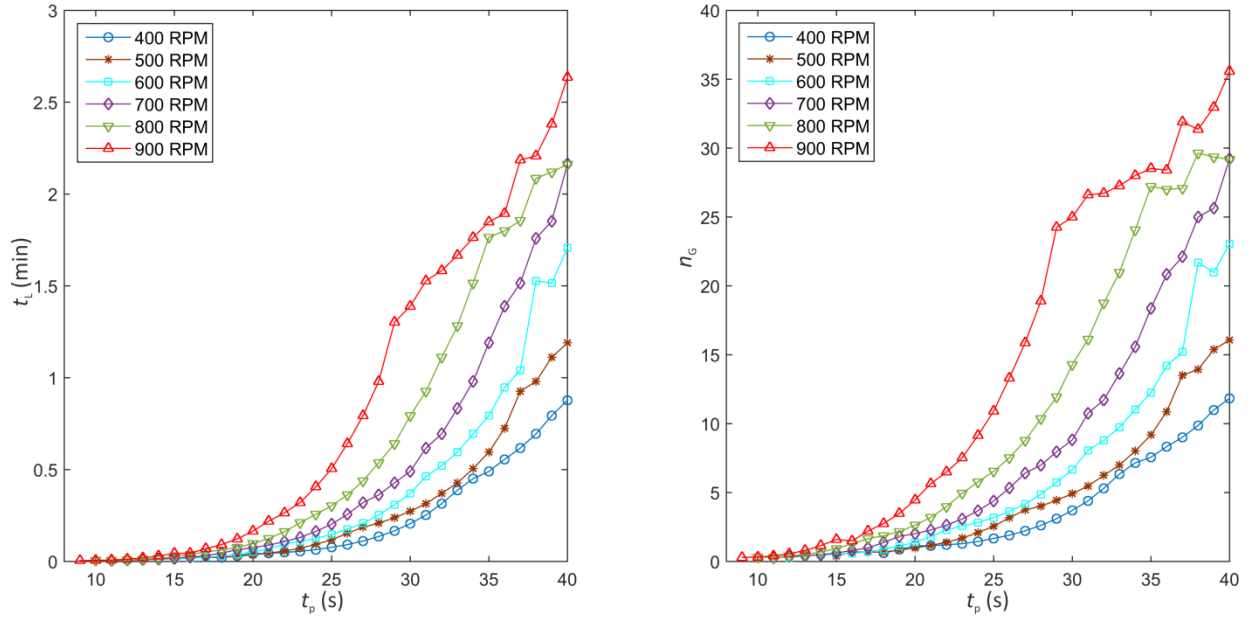 3
2.5
2
1.5
1
0.5
0
10 15 20 25 30 35 40
t_L (min)
t_p (s)
400 RPM
500 RPM
600 RPM
700 RPM
800 RPM
900 RPM
40
35
30
25
20
15
10
5
0
10 15 20 25 30 35 40
n_G
t_p (s)
400 RPM
500 RPM
600 RPM
700 RPM
800 RPM
900 RPM